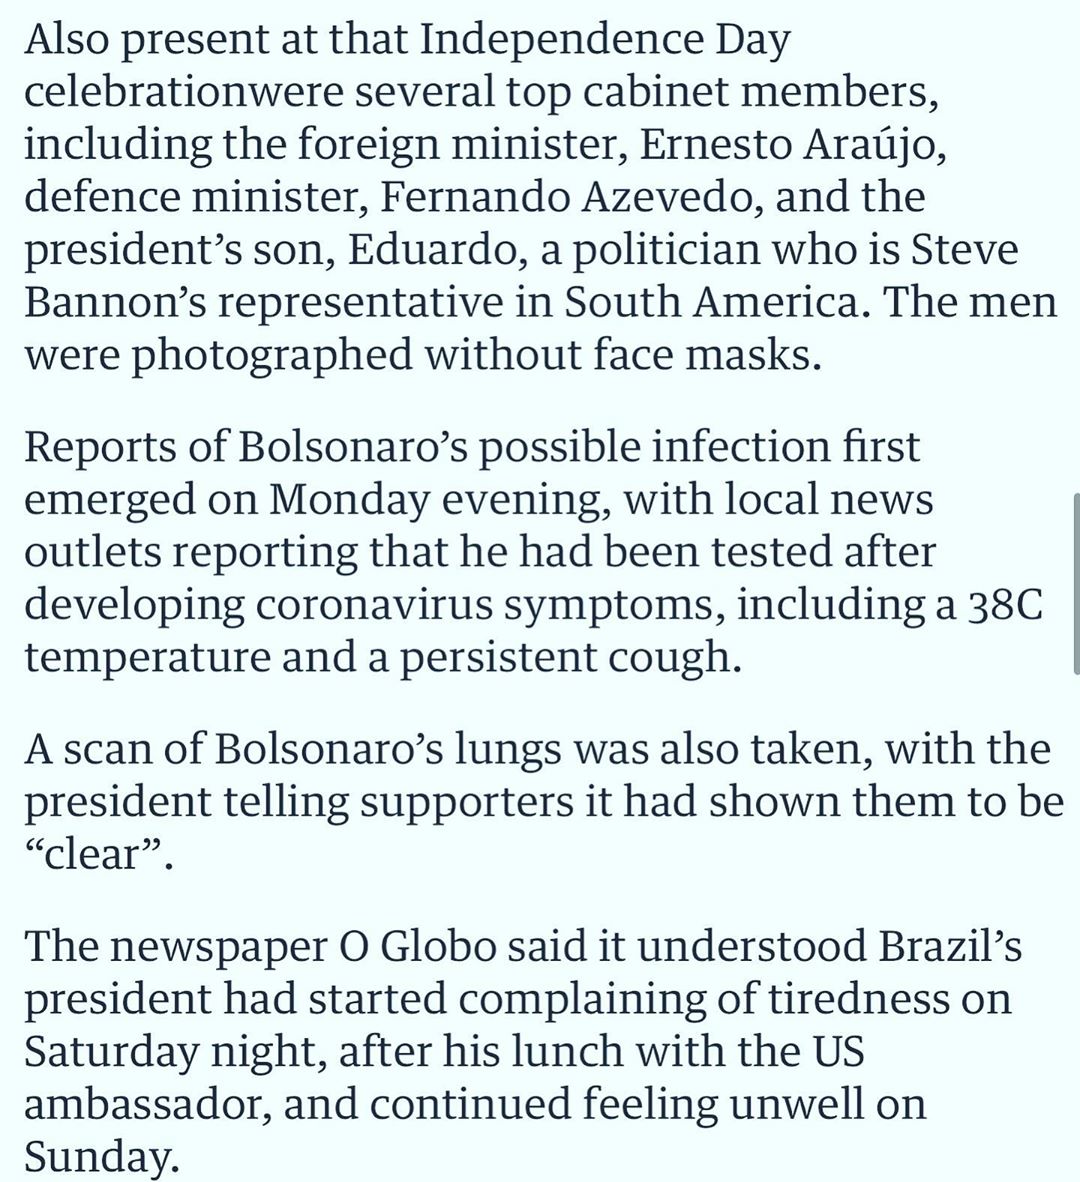 Also present at that Independence Day
celebrationwere several top cabinet members,
including the foreign minister, Ernesto Araújo,
defence minister, Fernando Azevedo, and the
president’s son, Eduardo, a politician who is Steve
Bannon’s representative in South America. The men
were photographed without face masks.
Reports of Bolsonaro’s possible infection first
emerged on Monday evening, with local news
outlets reporting that he had been tested after
developing coronavirus symptoms, including a 38C
temperature and a persistent cough.
A scan of Bolsonaro’s lungs was also taken, with the
president telling supporters it had shown them to be
“clear”.
The newspaper O Globo said it understood Brazil’s
president had started complaining of tiredness on
Saturday night, after his lunch with the US
ambassador, and continued feeling unwell on
Sunday.